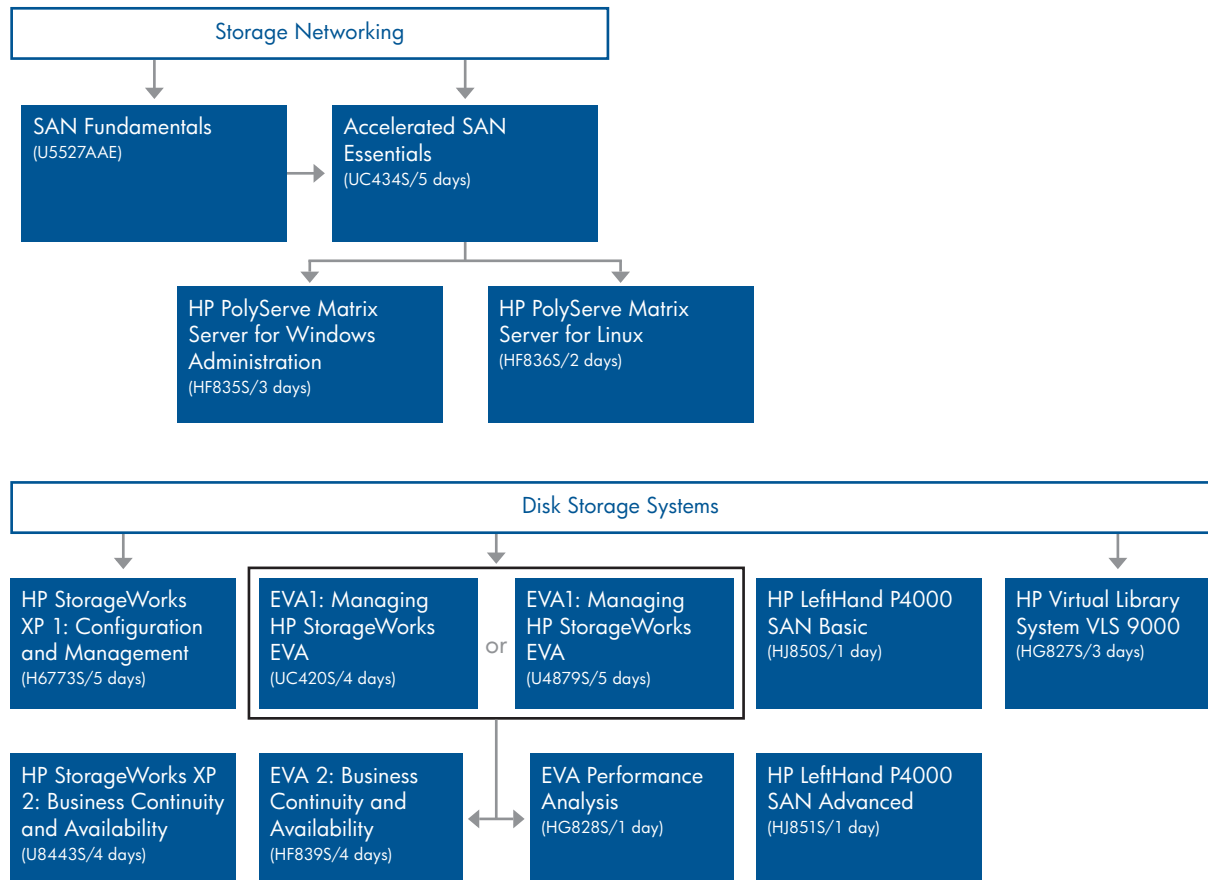 Storage Networking
SAN Fundamentals
(U5527AAE)
Accelerated SAN
Essentials
(UC434S/5 days)
HP PolyServe Matrix
Server for Windows
Administration
(HF835S/3 days)
HP PolyServe Matrix
Server for Linux
(HF836S/2 days)
Disk Storage Systems
HP StorageWorks
XP 1: Configuration
and Management
(H6773S/5 days)
EVA1: Managing
HP StorageWorks
EVA
(UC420S/4 days)
or
EVA1: Managing
HP StorageWorks
EVA
(U4879S/5 days)
HP LeftHand P4000
SAN Basic
(HJ850S/1 day)
HP Virtual Library
System VLS 9000
(HG827S/3 days)
HP StorageWorks XP
2: Business Continuity
and Availability
(U8443S/4 days)
EVA 2: Business
Continuity and
Availability
(HF839S/4 days)
EVA Performance
Analysis
(HG828S/1 day)
HP LeftHand P4000
SAN Advanced
(HJ851S/1 day)